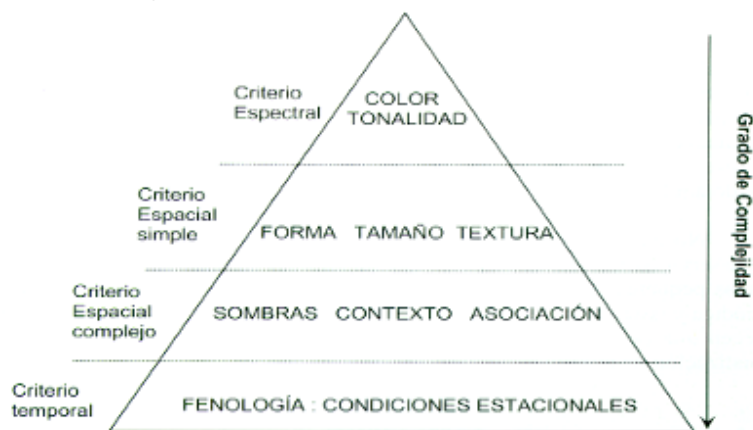 Criterio
Espectral
COLOR
TONALIDAD
Criterio
Espacial
simple
FORMA TAMAÑO TEXTURA
Criterio
Espacial
complejo
SOMBRAS CONTEXTO ASOCIACIÓN
Criterio
temporal
FENOLOGÍA : CONDICIONES ESTACIONALES
Grado de Complejidad